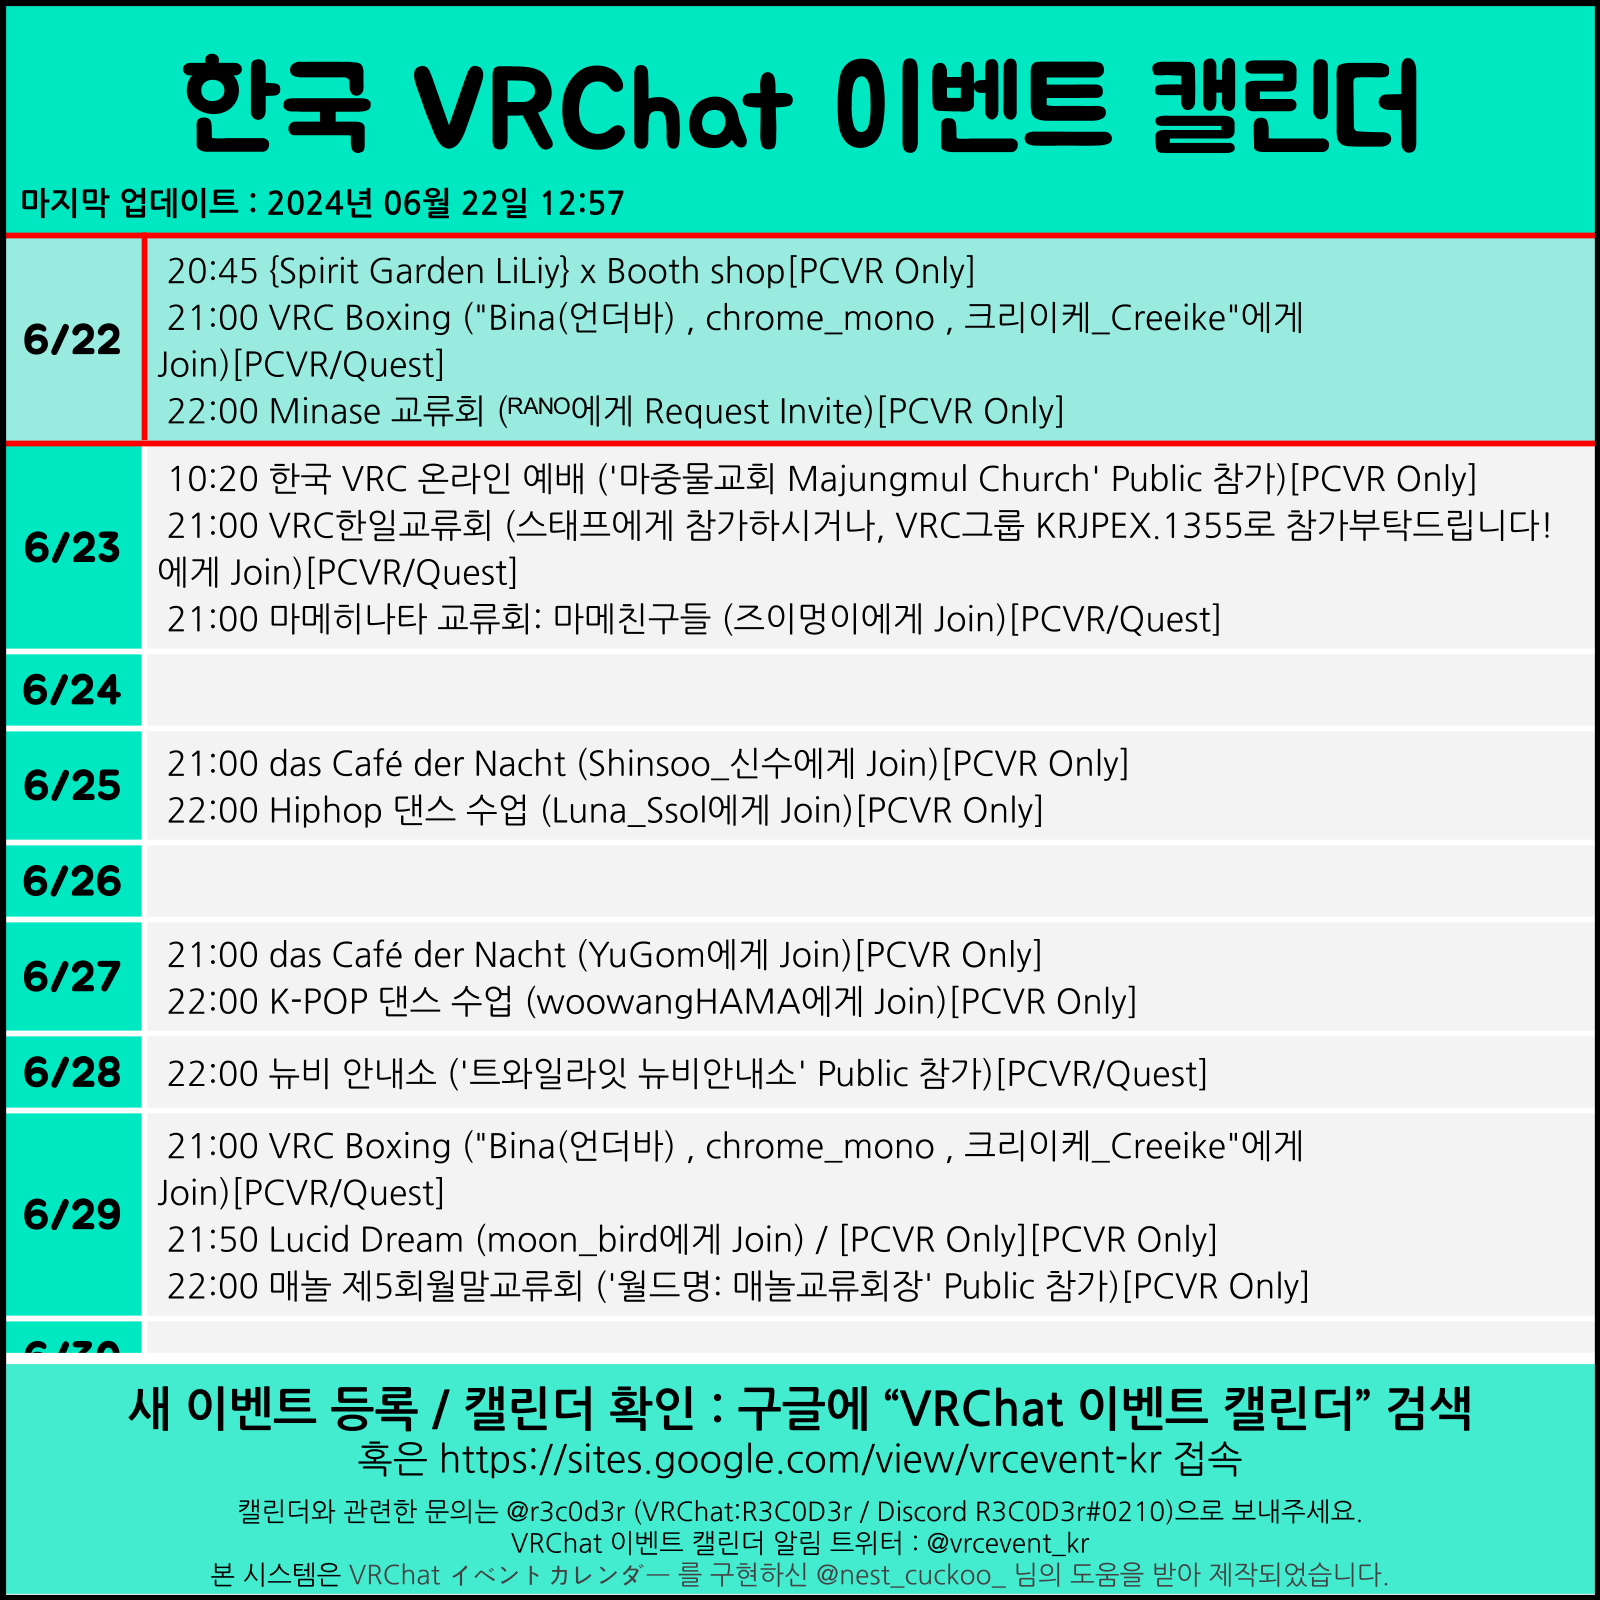 한국 VRChat 이벤트 캘린더
마지막 업데이트 : 2024년 06월 22일 12:57
6/22
20:45 {Spirit Garden LiLiy} x Booth shop[PCVR Only]
21:00 VRC Boxing ("Bina(언더바) , chrome_mono , 크리이케_Creeike"에게
Join)[PCVR/Quest]
22:00 Minase 교류회 (ᴿᴬᴺᴼ에게 Request Invite)[PCVR Only]
6/23
10:20 한국 VRC 온라인 예배 ('마중물교회 Majungmul Church' Public 참가)[PCVR Only]
21:00 VRC한일교류회 (스태프에게 참가하시거나, VRC그룹 KRJPEX.1355로 참가부탁드립니다!
에게 Join)[PCVR/Quest]
21:00 마메히나타 교류회: 마메친구들 (즈이멍이에게 Join)[PCVR/Quest]
6/24
6/25
21:00 das Café der Nacht (Shinsoo_신수에게 Join)[PCVR Only]
22:00 Hiphop 댄스 수업 (Luna_Ssol에게 Join)[PCVR Only]
6/26
6/27
21:00 das Café der Nacht (YuGom에게 Join)[PCVR Only]
22:00 K-POP 댄스 수업 (woowangHAMA에게 Join)[PCVR Only]
6/28
22:00 뉴비 안내소 ('트와일라잇 뉴비안내소' Public 참가)[PCVR/Quest]
6/29
21:00 VRC Boxing ("Bina(언더바) , chrome_mono , 크리이케_Creeike"에게
Join)[PCVR/Quest]
21:50 Lucid Dream (moon_bird에게 Join) / [PCVR Only][PCVR Only]
22:00 매놀 제5회월말교류회 ('월드명: 매놀교류회장' Public 참가)[PCVR Only]
6/30
새 이벤트 등록 / 캘린더 확인 : 구글에 “VRChat 이벤트 캘린더” 검색
혹은 https://sites.google.com/view/vrcevent-kr 접속
캘린더와 관련한 문의는 @r3c0d3r (VRChat:R3C0D3r / Discord R3C0D3r#0210)으로 보내주세요.
VRChat 이벤트 캘린더 알림 트위터 : @vrcevent_kr
본 시스템은 VRChat イベントカレンダー 를 구현하신 @nest_cuckoo_ 님의 도움을 받아 제작되었습니다.